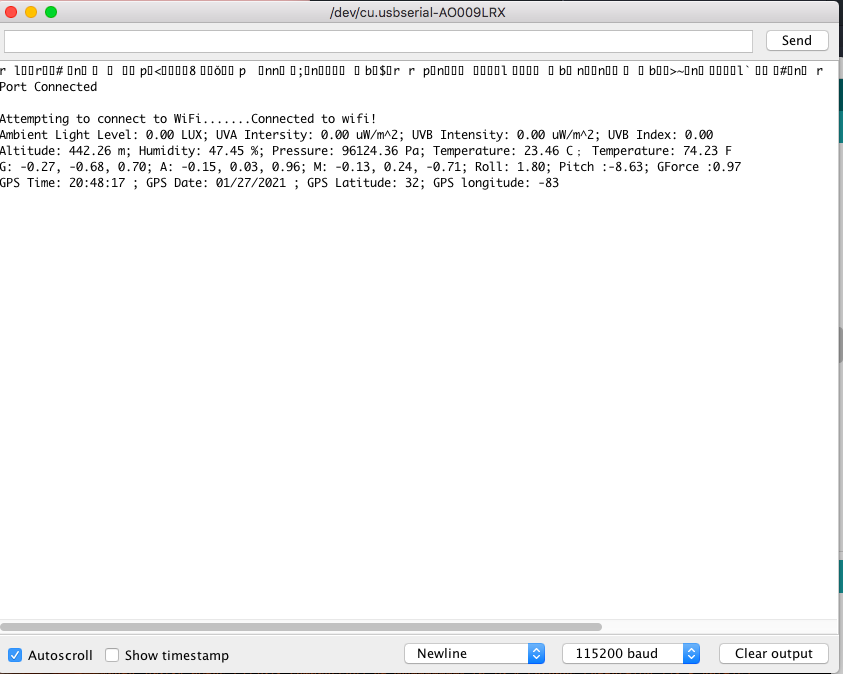 /dev/cu.usbserial-AO009LRX
Send
Port Connected
Attempting to connect to WiFi.......Connected to wifi!
Ambient Light Level: 0.00 LUX; UVA Intersity: 0.00 uW/m^2; UVB Intensity: 0.00 uW/m^2; UVB Index: 0.00
Altitude: 442.26 m; Humidity: 47.45 %; Pressure: 96124.36 Pa; Temperature: 23.46 C； Temperature: 74.23 F
G: -0.27, -0.68, 0.70; A: -0.15, 0.03, 0.96; M: -0.13, 0.24, -0.71; Roll: 1.80; Pitch :-8.63; GForce :0.97
GPS Time: 20:48:17 ; GPS Date: 01/27/2021 ; GPS Latitude: 32; GPS longitude: -83
Autoscroll Show timestamp Newline 115200 baud Clear output